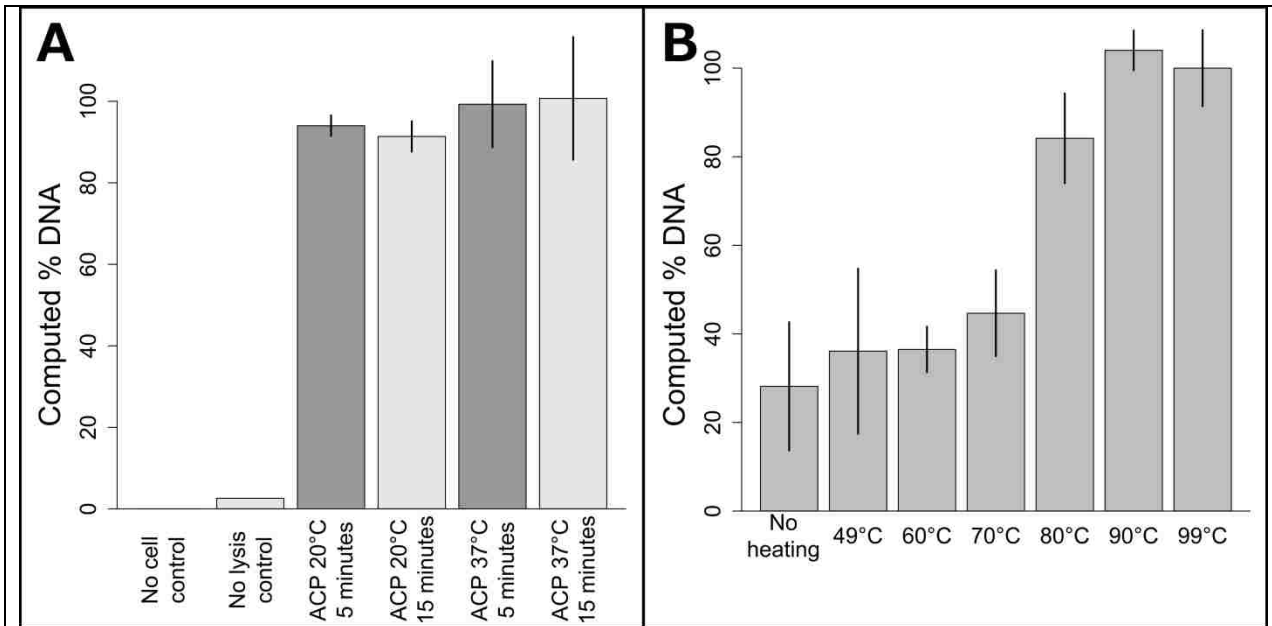 A
Computed % DNA
100
80
60
40
20
0
No cell
control
No lysis
control
ACP 20°C
5 minutes
ACP 20°C
15 minutes
ACP 37°C
5 minutes
ACP 37°C
15 minutes
B
Computed % DNA
100
80
60
40
20
0
No
heating
49°C
60°C
70°C
80°C
90°C
99°C